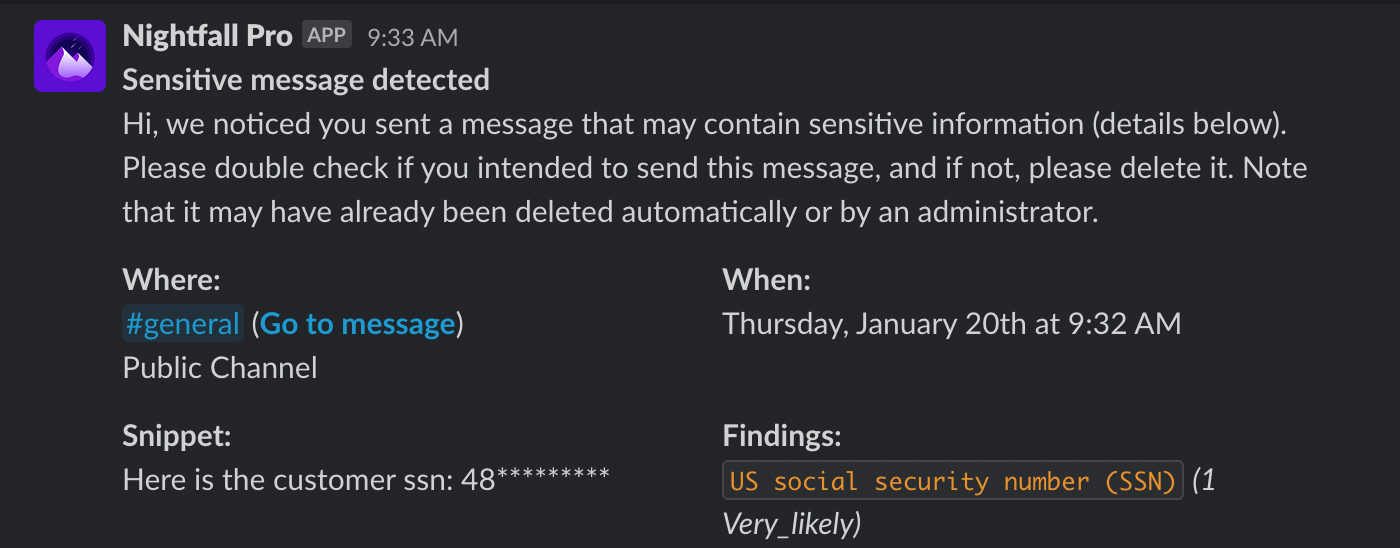 Nightfall Pro APP 9:33 AM
Sensitive message detected
Hi, we noticed you sent a message that may contain sensitive information (details below).
Please double check if you intended to send this message, and if not, please delete it. Note
that it may have already been deleted automatically or by an administrator.
Where:
#general (Go to message)
Public Channel
When:
Thursday, January 20th at 9:32 AM
Snippet:
Here is the customer ssn: 48*********
Findings:
US social security number (SSN) (1
Very_likely)